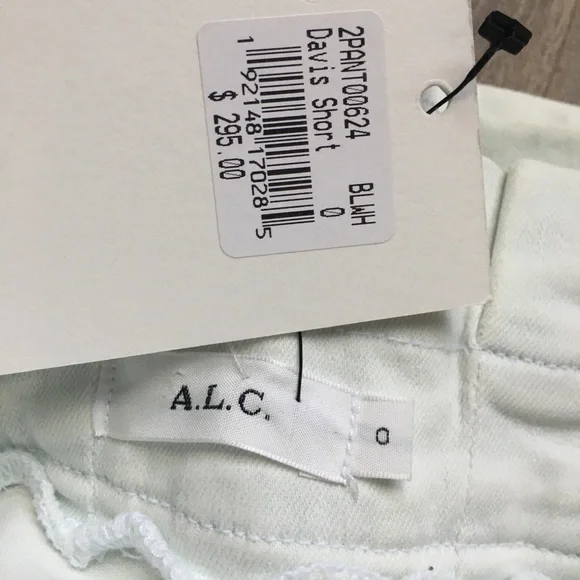 2PANT00624 BLWH
Davis Short 0
1 92148 17028 5
$ 295.00
A.L.C.
0